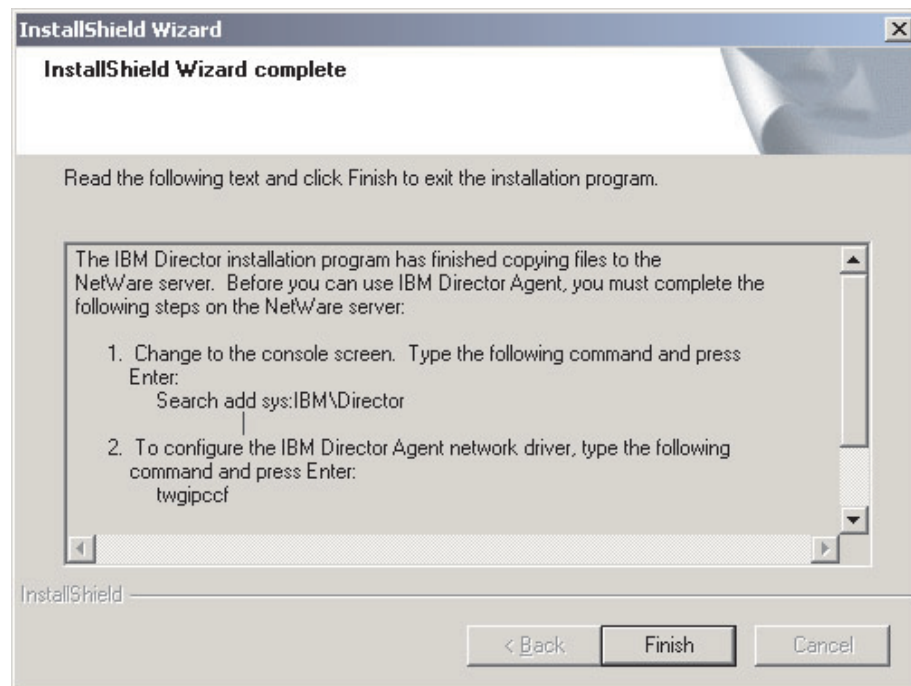 InstallShield Wizard
InstallShield Wizard complete
Read the following text and click Finish to exit the installation program.
The IBM Director installation program has finished copying files to the
NetWare server.  Before you can use IBM Director Agent, you must complete the
following steps on the NetWare server:
1.  Change to the console screen.  Type the following command and press
Enter:
Search add sys:IBM\Director
2.  To configure the IBM Director Agent network driver, type the following
command and press Enter:
twgipccf
InstallShield
< Back
Finish
Cancel